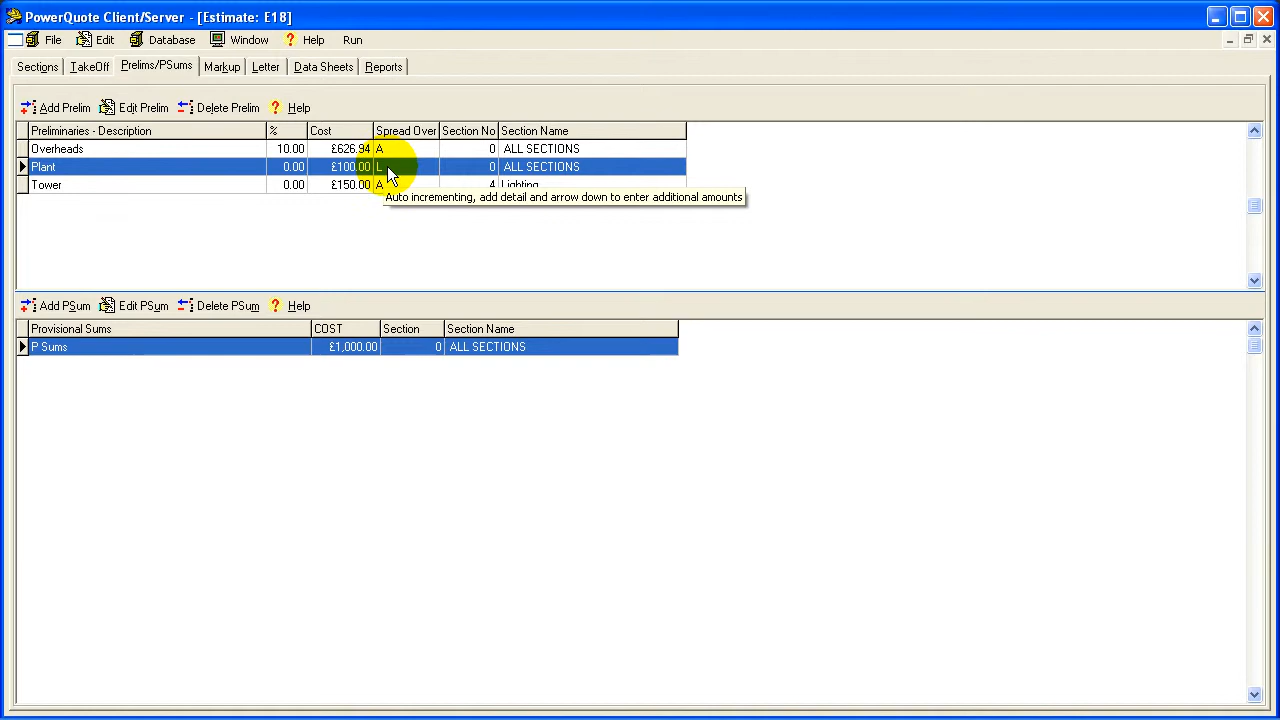 PowerQuote Client/Server - [Estimate: E18]
File Edit Database Window Help Run
Sections TakeOff Prelims/PSums Markup Letter Data Sheets Reports
Add Prelim Edit Prelim Delete Prelim Help
Preliminaries - Description % Cost Spread Over Section No Section Name
Overheads 10.00 £626.94 A 0 ALL SECTIONS
Plant 0.00 £100.00 L 0 ALL SECTIONS
Tower 0.00 £150.00 A 4 Lighting
Auto incrementing, add detail and arrow down to enter additional amounts
Add PSum Edit PSum Delete PSum Help
Provisional Sums COST Section Section Name
P Sums £1,000.00 0 ALL SECTIONS